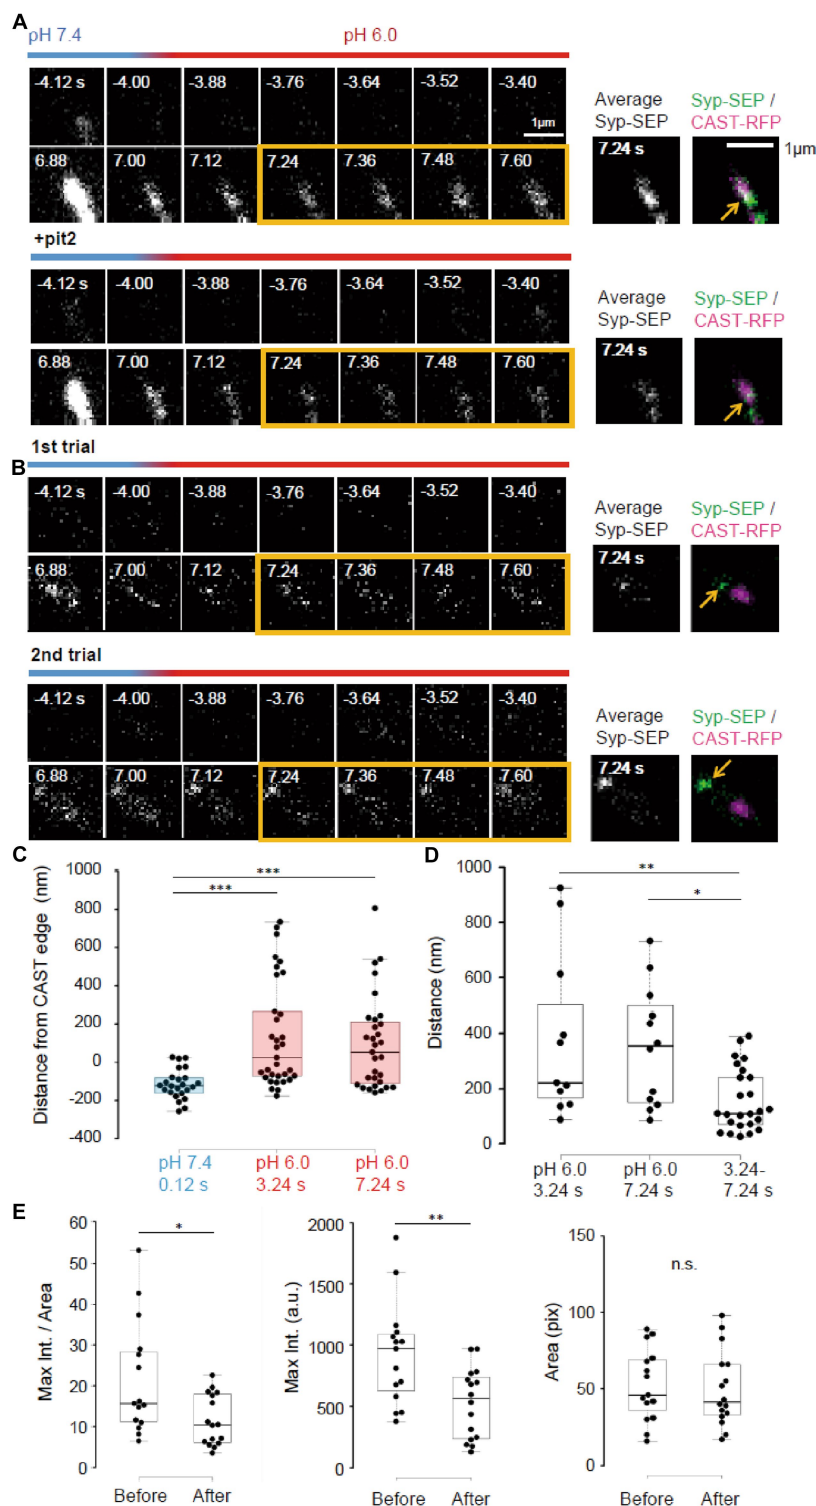 A
pH 7.4 pH 6.0
-4.12 s -4.00 -3.88 -3.76 -3.64 -3.52 -3.40
1μm
Average
Syp-SEP
Syp-SEP /
CAST-RFP
6.88 7.00 7.12 7.24 7.36 7.48 7.60
7.24 s
1μm
+pit2
-4.12 s -4.00 -3.88 -3.76 -3.64 -3.52 -3.40
Average
Syp-SEP
Syp-SEP /
CAST-RFP
6.88 7.00 7.12 7.24 7.36 7.48 7.60
7.24 s
1st trial
B
-4.12 s -4.00 -3.88 -3.76 -3.64 -3.52 -3.40
Average
Syp-SEP
Syp-SEP /
CAST-RFP
6.88 7.00 7.12 7.24 7.36 7.48 7.60
7.24 s
2nd trial
-4.12 s -4.00 -3.88 -3.76 -3.64 -3.52 -3.40
Average
Syp-SEP
Syp-SEP /
CAST-RFP
6.88 7.00 7.12 7.24 7.36 7.48 7.60
7.24 s
C
Distance from CAST edge (nm)
1000
800
600
400
200
0
-200
-400
***
***
pH 7.4
0.12 s
pH 6.0
3.24 s
pH 6.0
7.24 s
D
Distance (nm)
1000
800
600
400
200
0
**
*
pH 6.0
3.24 s
pH 6.0
7.24 s
3.24-
7.24 s
E
Max Int. / Area
60
50
40
30
20
10
0
*
Before After
Max Int. (a.u.)
2000
1500
1000
500
0
**
Before After
Area (pix)
150
100
50
0
n.s.
Before After